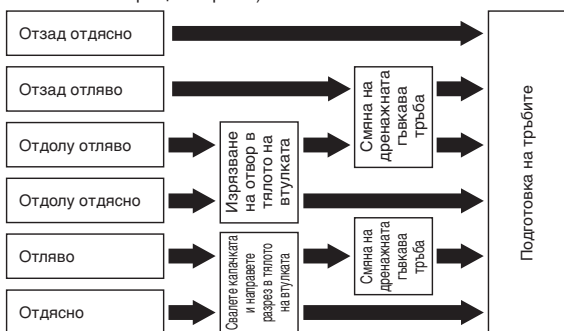 Отзад отдясно
Отзад отляво
Отдолу отляво
Отдолу отдясно
Отляво
Отдясно
Изрязване
на отвор в
тялото на
втулката
Свалете капачката
и направете
разрез в тялото
на втулката
Смяна на
дренажната
гъвкава
тръба
Смяна на
дренажната
гъвкава
тръба
Подготовка на тръбите